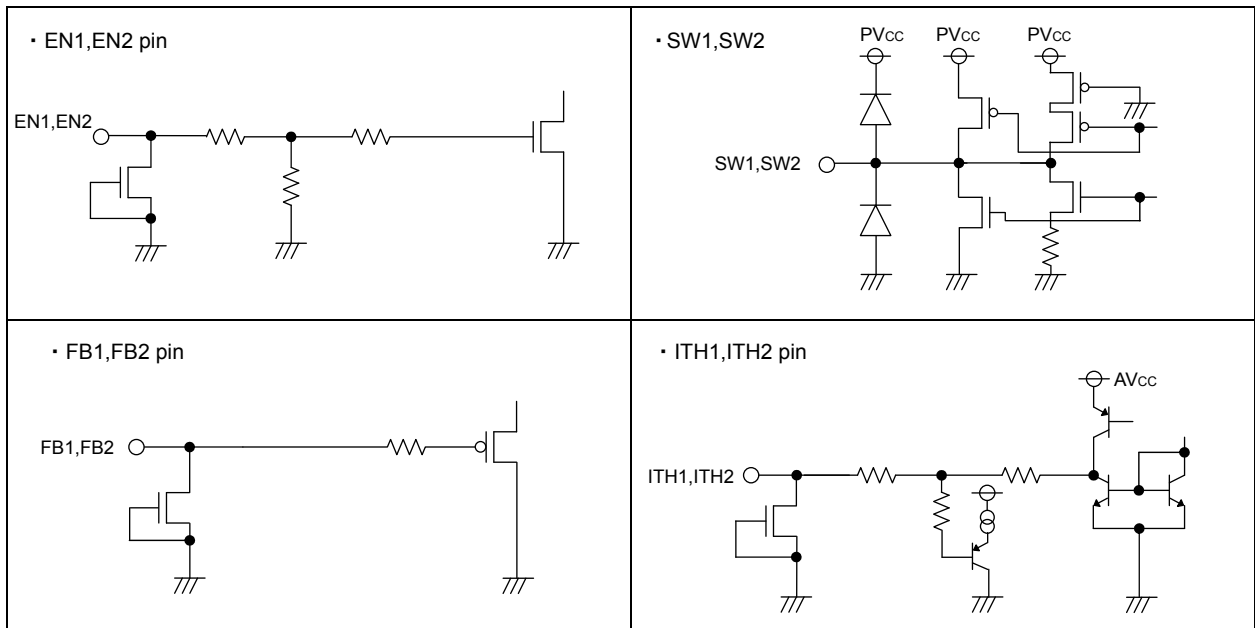 ・EN1,EN2 pin
EN1,EN2
・SW1,SW2
PVCC PVCC PVCC
SW1,SW2
・FB1,FB2 pin
FB1,FB2
・ITH1,ITH2 pin
AVCC
ITH1,ITH2